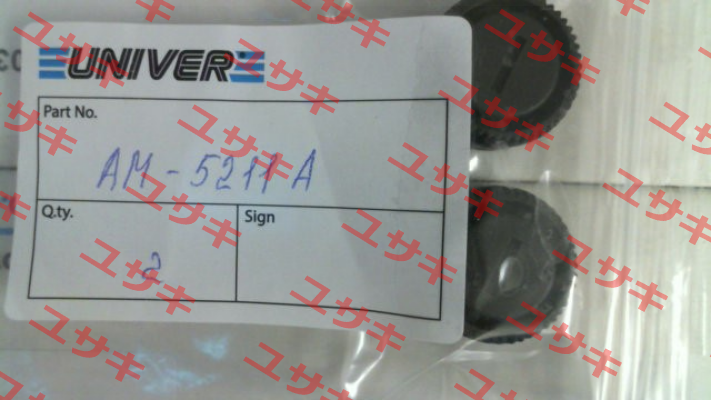 UNIVER
Part No.
AM-5211A
Q.ty.
Sign
2
ユサキ